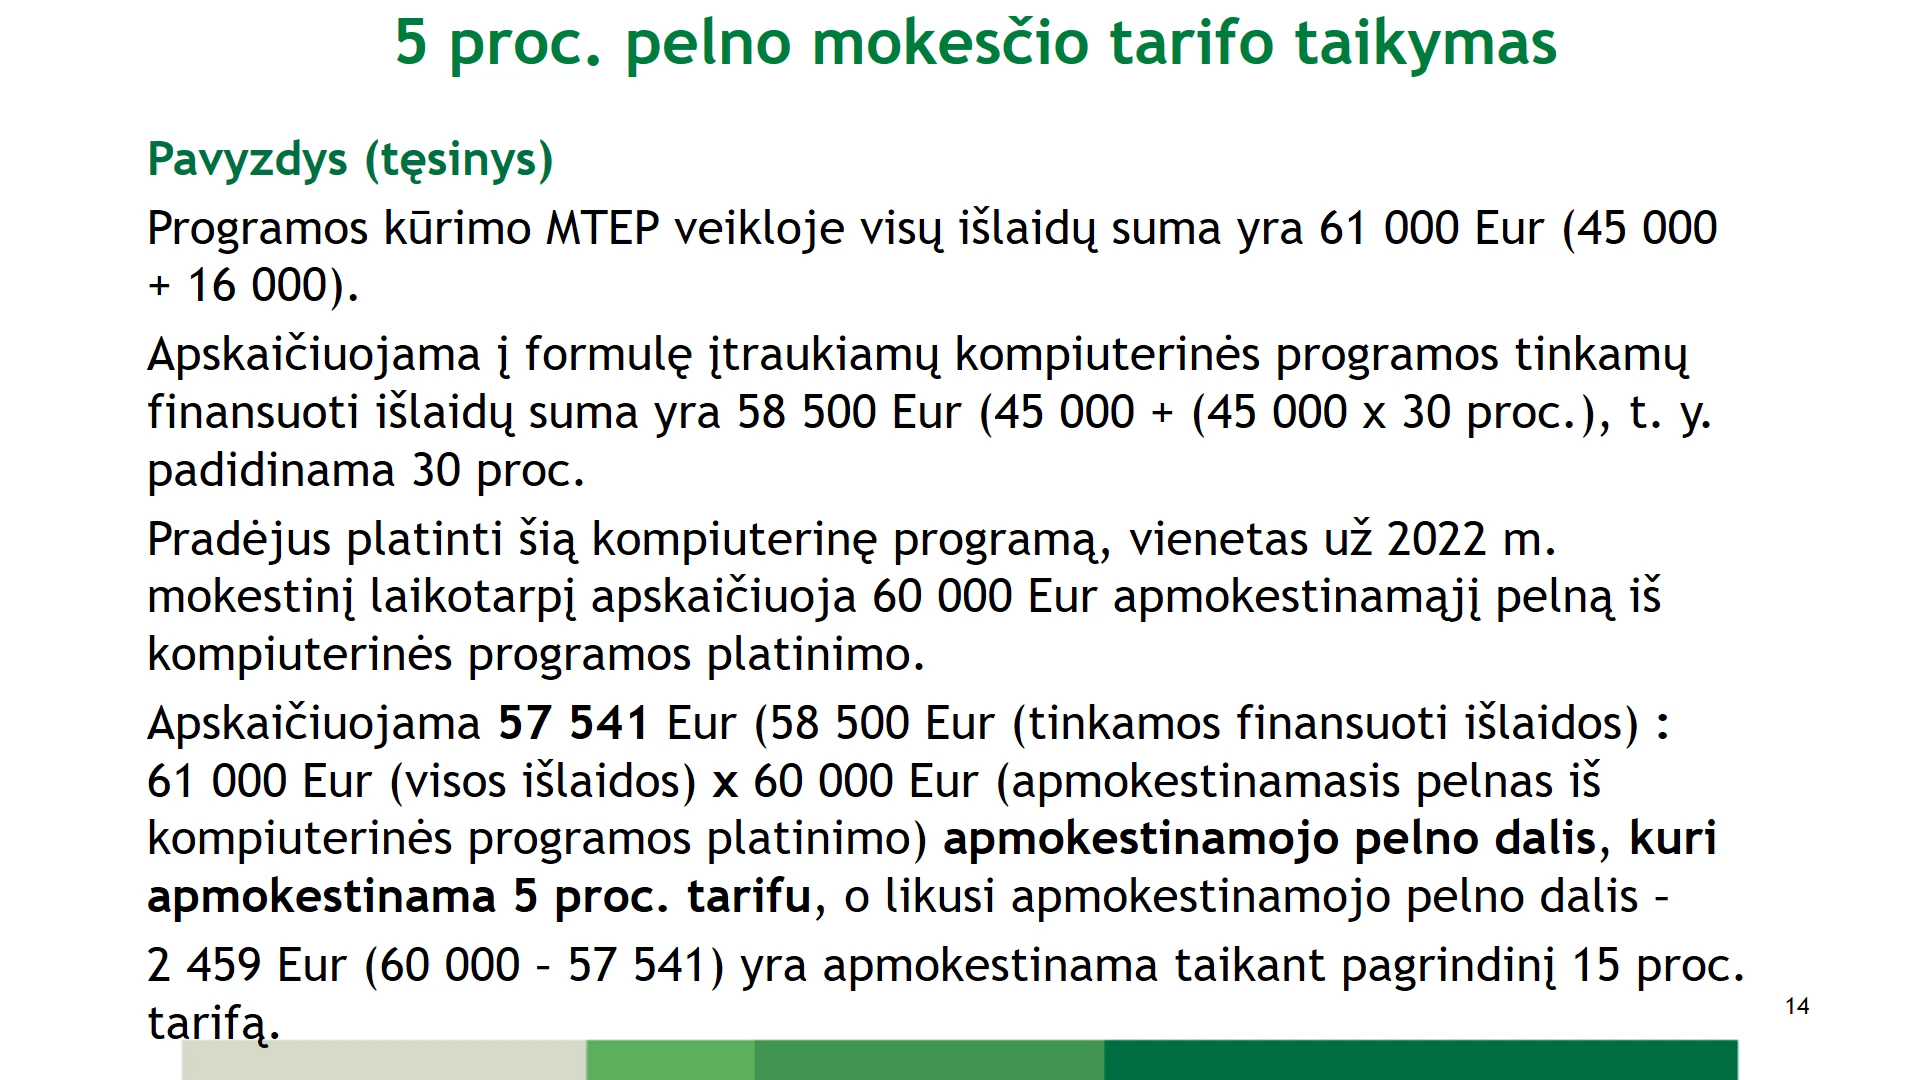 5 proc. pelno mokesčio tarifo taikymas
Pavyzdys (tęsinys)
Programos kūrimo MTEP veikloje visų išlaidų suma yra 61 000 Eur (45 000
+ 16 000).
Apskaičiuojama į formulę įtraukiamų kompiuterinės programos tinkamų
finansuoti išlaidų suma yra 58 500 Eur (45 000 + (45 000 x 30 proc.), t. y.
padidinama 30 proc.
Pradėjus platinti šią kompiuterinę programą, vienetas už 2022 m.
mokestinį laikotarpį apskaičiuoja 60 000 Eur apmokestinamąjį pelną iš
kompiuterinės programos platinimo.
Apskaičiuojama 57 541 Eur (58 500 Eur (tinkamos finansuoti išlaidos) :
61 000 Eur (visos išlaidos) x 60 000 Eur (apmokestinamasis pelnas iš
kompiuterinės programos platinimo) apmokestinamojo pelno dalis, kuri
apmokestinama 5 proc. tarifu, o likusi apmokestinamojo pelno dalis –
2 459 Eur (60 000 – 57 541) yra apmokestinama taikant pagrindinį 15 proc.
tarifą.
14